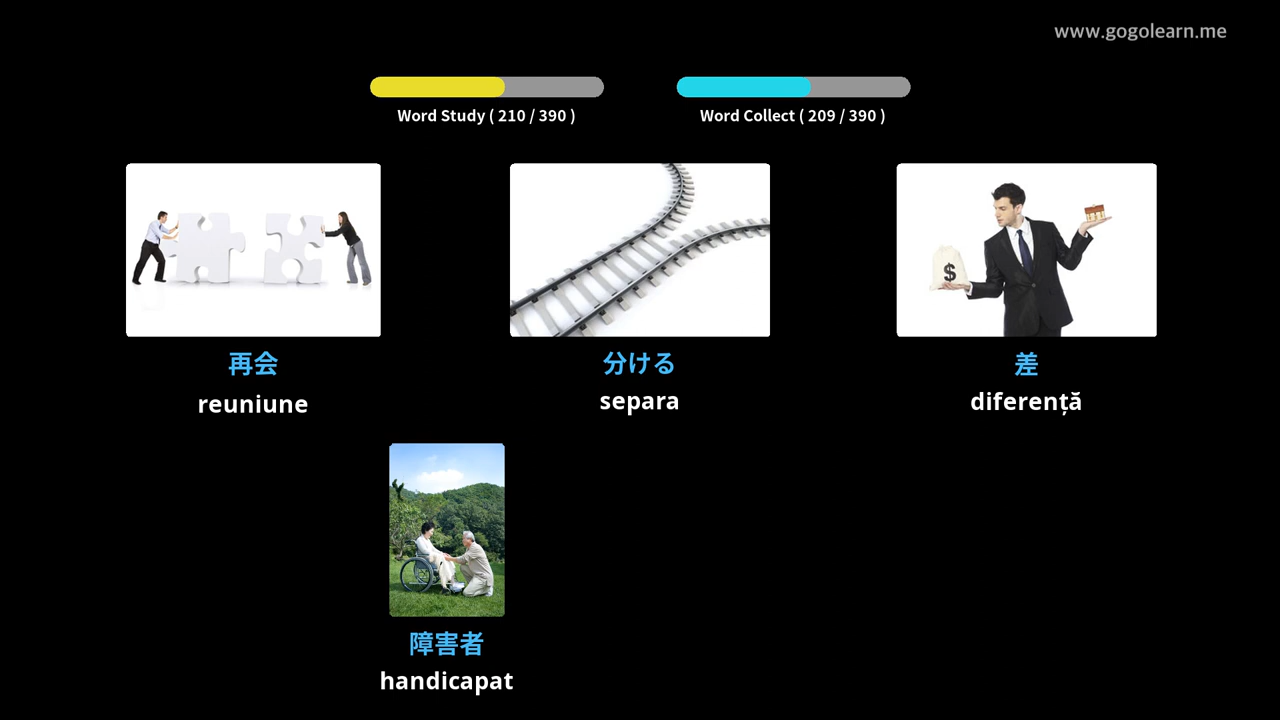 www.gogolearn.me
Word Study ( 210 / 390 )
Word Collect ( 209 / 390 )
再会
reuniune
分ける
separa
差
diferență
$
障害者
handicapat